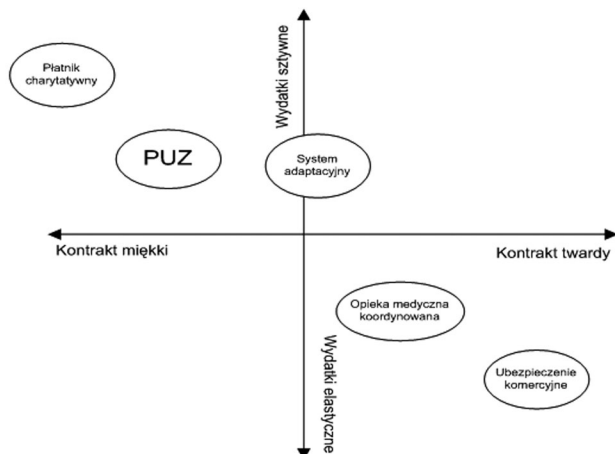 Płatnik
charytatywny
Wydatki sztywne
PUZ
System
adaptacyjny
Kontrakt miękki
Kontrakt twardy
Opieka medyczna
koordynowana
Wydatki elastyczne
Ubezpieczenie
komercyjne